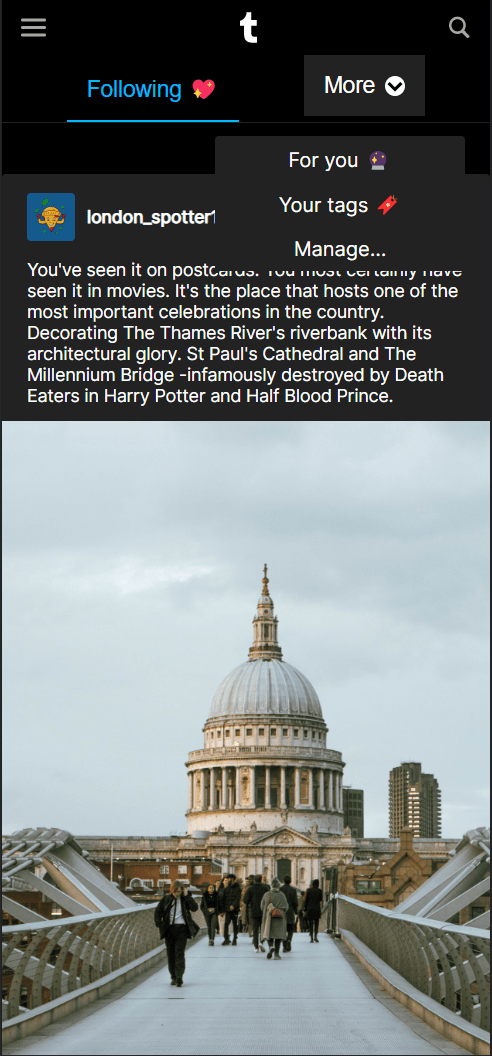 t
Following 💖
More
For you 🔮
Your tags 🧨
Manage...
london_spotter1
You've seen it on postcards. You most certainly have
seen it in movies. It's the place that hosts one of the
most important celebrations in the country.
Decorating The Thames River's riverbank with its
architectural glory. St Paul's Cathedral and The
Millennium Bridge -infamously destroyed by Death
Eaters in Harry Potter and Half Blood Prince.